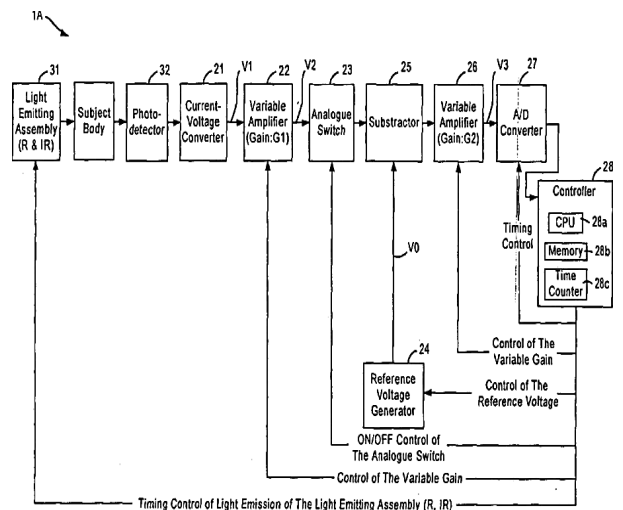 1A
31
Light
Emitting
Assembly
(R & IR)
Subject
Body
32
Photo-
detector
21
Current-
Voltage
Converter
V1
22
Variable
Amplifier
(Gain:G1)
V2
23
Analogue
Switch
25
Substractor
26
Variable
Amplifier
(Gain:G2)
V3
27
A/D
Converter
28
Controller
CPU
28a
Memory
28b
Time
Counter
28c
Timing
Control
V0
Control of The
Variable Gain
24
Reference
Voltage
Generator
Control of The
Reference Voltage
ON/OFF Control of
The Analogue Switch
Control of The Variable Gain
Timing Control of Light Emission of The Light Emitting Assembly (R, IR)